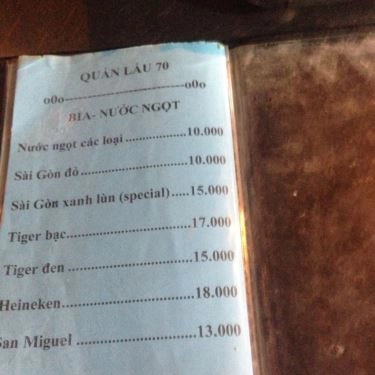 QUÁN LẨU 70
o0o------------------------------o0o
BIA- NƯỚC NGỌT
Nước ngọt các loại ...............10.000
Sài Gòn đỏ..........................10.000
Sài Gòn xanh lùn (special).....15.000
Tiger bạc..............................17.000
Tiger đen ..............................15.000
Heineken................................18.000
San Miguel .............................13.000